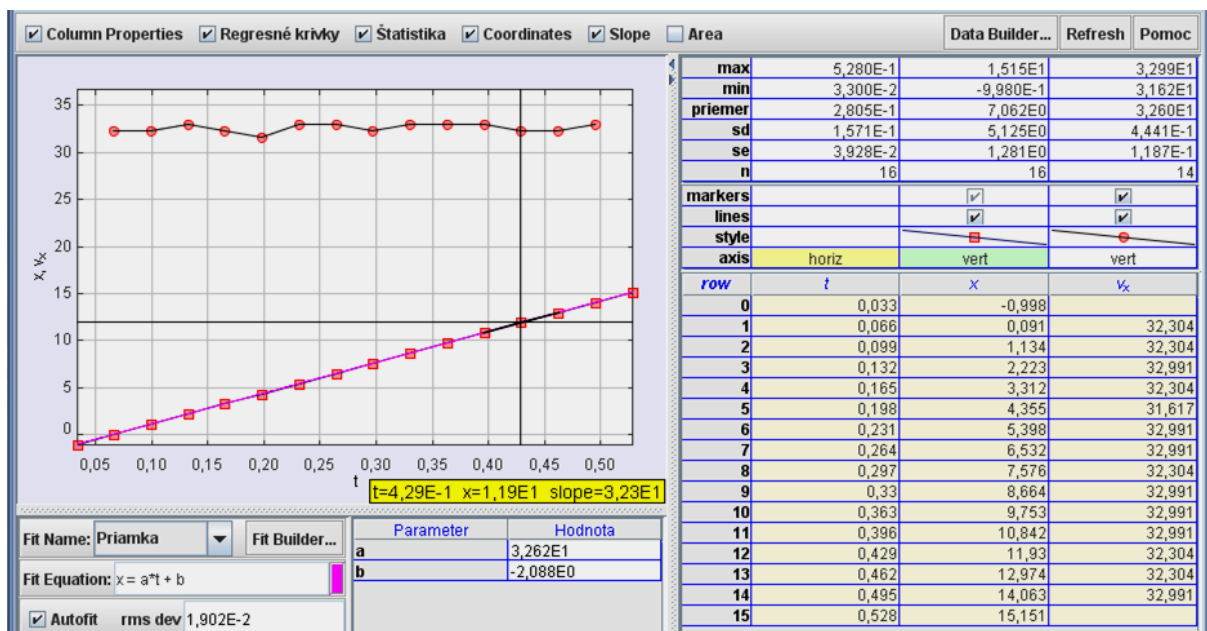 Column Properties Regresné krivky Štatistika Coordinates Slope Area Data Builder... Refresh Pomoc
35
30
25
20
15
10
5
0
x, vₓ
0,05 0,10 0,15 0,20 0,25 0,30 0,35 0,40 0,45 0,50
t
t=4,29E-1 x=1,19E1 slope=3,23E1
Fit Name: Priamka Fit Builder...
Fit Equation: x = a*t + b
Autofit rms dev 1,902E-2
Parameter Hodnota
a 3,262E1
b -2,088E0
max 5,280E-1 1,515E1 3,299E1
min 3,300E-2 -9,980E-1 3,162E1
priemer 2,805E-1 7,062E0 3,260E1
sd 1,571E-1 5,125E0 4,441E-1
se 3,928E-2 1,281E0 1,187E-1
n 16 16 14
markers
lines
style
axis horiz vert vert
row t x vₓ
0 0,033 -0,998
1 0,066 0,091 32,304
2 0,099 1,134 32,304
3 0,132 2,223 32,991
4 0,165 3,312 32,304
5 0,198 4,355 31,617
6 0,231 5,398 32,991
7 0,264 6,532 32,991
8 0,297 7,576 32,304
9 0,33 8,664 32,991
10 0,363 9,753 32,991
11 0,396 10,842 32,991
12 0,429 11,93 32,304
13 0,462 12,974 32,304
14 0,495 14,063 32,991
15 0,528 15,151